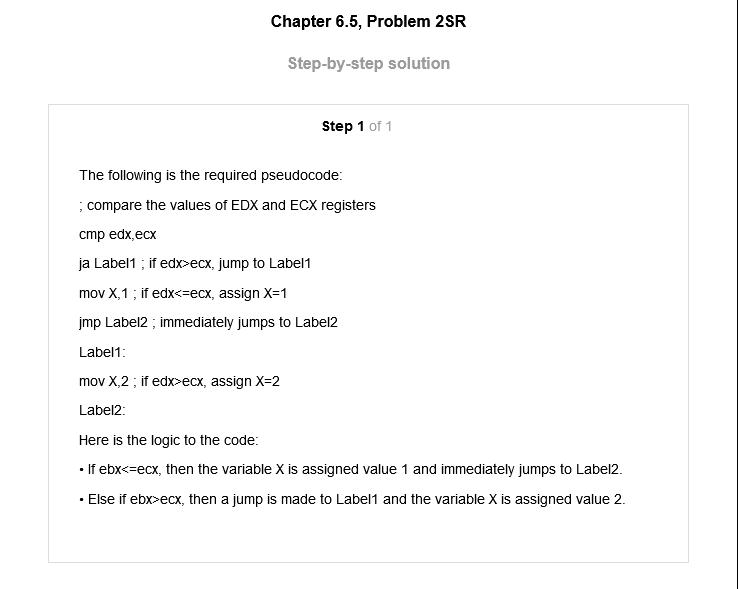 Chapter 6.5, Problem 2SR
Step-by-step solution
Step 1 of 1
The following is the required pseudocode:
; compare the values of EDX and ECX registers
cmp edx,ecx
ja Label1 ; if edx>ecx, jump to Label1
mov X,1 ; if edx<=ecx, assign X=1
jmp Label2 ; immediately jumps to Label2
Label1:
mov X,2 ; if edx>ecx, assign X=2
Label2:
Here is the logic to the code:
• If ebx<=ecx, then the variable X is assigned value 1 and immediately jumps to Label2.
• Else if ebx>ecx, then a jump is made to Label1 and the variable X is assigned value 2.